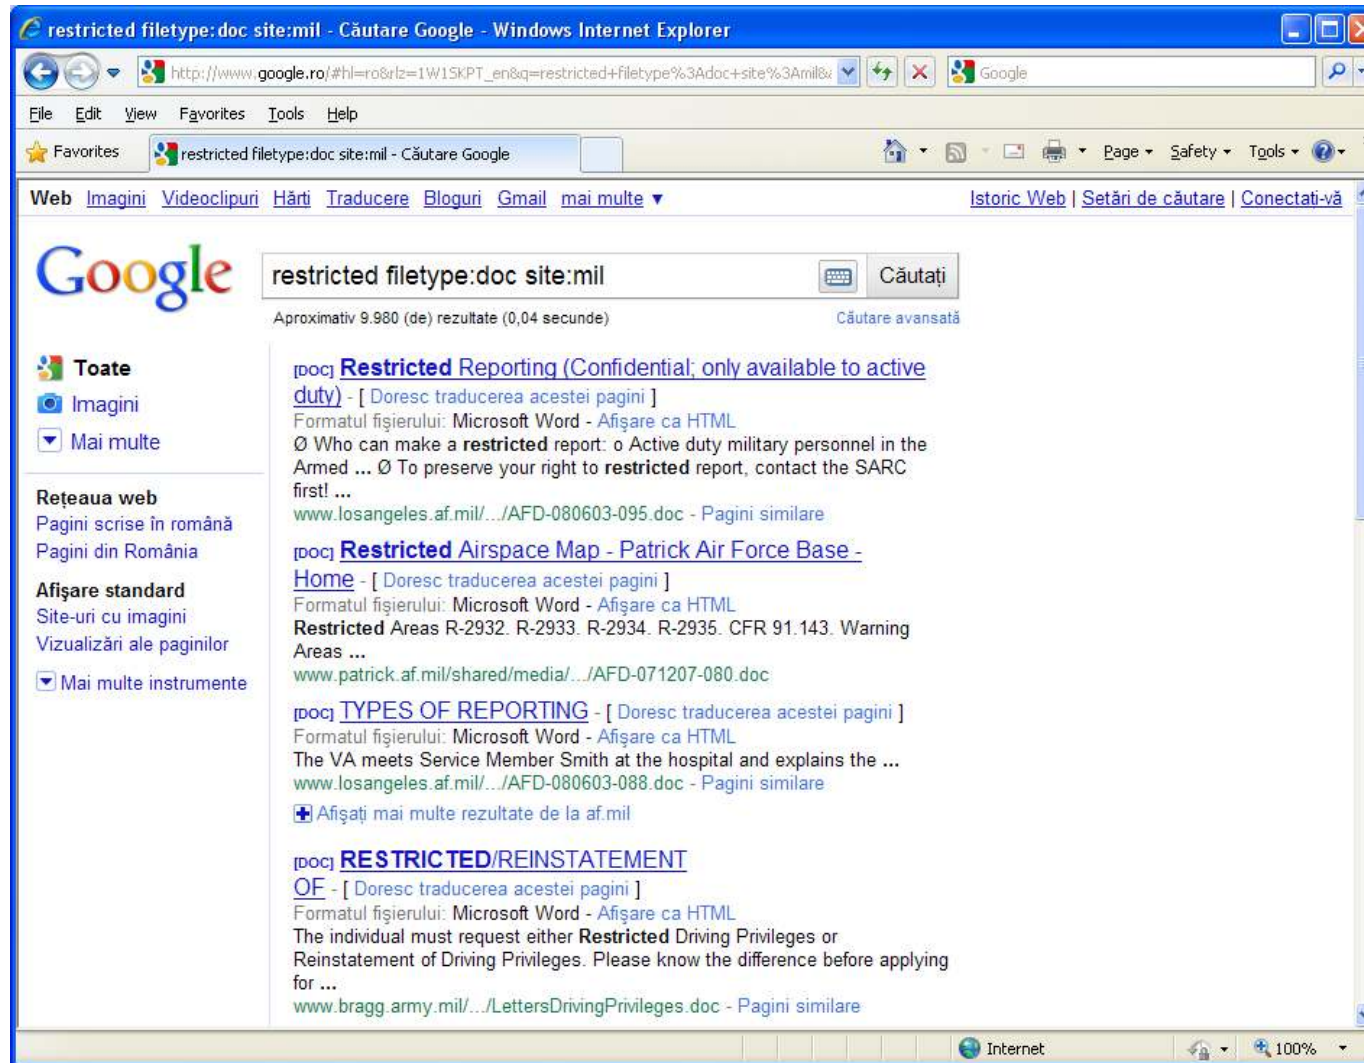 restricted filetype:doc site:mil - Căutare Google - Windows Internet Explorer
http://www.google.ro/#hl=ro&rlz=1W1SKPT_en&q=restricted+filetype%3Adoc+site%3Amil&
Google
File Edit View Favorites Tools Help
Favorites
restricted filetype:doc site:mil - Căutare Google
Page Safety Tools
Web Imagini Videoclipuri Hărți Traducere Bloguri Gmail mai multe ▼
Istoric Web | Setări de căutare | Conectați-vă
Google
restricted filetype:doc site:mil
Căutați
Aproximativ 9.980 (de) rezultate (0,04 secunde)
Căutare avansată
Toate
Imagini
Mai multe
Rețeaua web
Pagini scrise în română
Pagini din România
Afişare standard
Site-uri cu imagini
Vizualizări ale paginilor
Mai multe instrumente
[DOC] Restricted Reporting (Confidential; only available to active
duty) - [ Doresc traducerea acestei pagini ]
Formatul fişierului: Microsoft Word - Afişare ca HTML
Ø Who can make a restricted report: o Active duty military personnel in the
Armed ... Ø To preserve your right to restricted report, contact the SARC
first! ...
www.losangeles.af.mil/.../AFD-080603-095.doc - Pagini similare
[DOC] Restricted Airspace Map - Patrick Air Force Base -
Home - [ Doresc traducerea acestei pagini ]
Formatul fişierului: Microsoft Word - Afişare ca HTML
Restricted Areas R-2932. R-2933. R-2934. R-2935. CFR 91.143. Warning
Areas ...
www.patrick.af.mil/shared/media/.../AFD-071207-080.doc
[DOC] TYPES OF REPORTING - [ Doresc traducerea acestei pagini ]
Formatul fişierului: Microsoft Word - Afişare ca HTML
The VA meets Service Member Smith at the hospital and explains the ...
www.losangeles.af.mil/.../AFD-080603-088.doc - Pagini similare
Afişați mai multe rezultate de la af.mil
[DOC] RESTRICTED/REINSTATEMENT
OF - [ Doresc traducerea acestei pagini ]
Formatul fişierului: Microsoft Word - Afişare ca HTML
The individual must request either Restricted Driving Privileges or
Reinstatement of Driving Privileges. Please know the difference before applying
for ...
www.bragg.army.mil/.../LettersDrivingPrivileges.doc - Pagini similare
Internet
100%